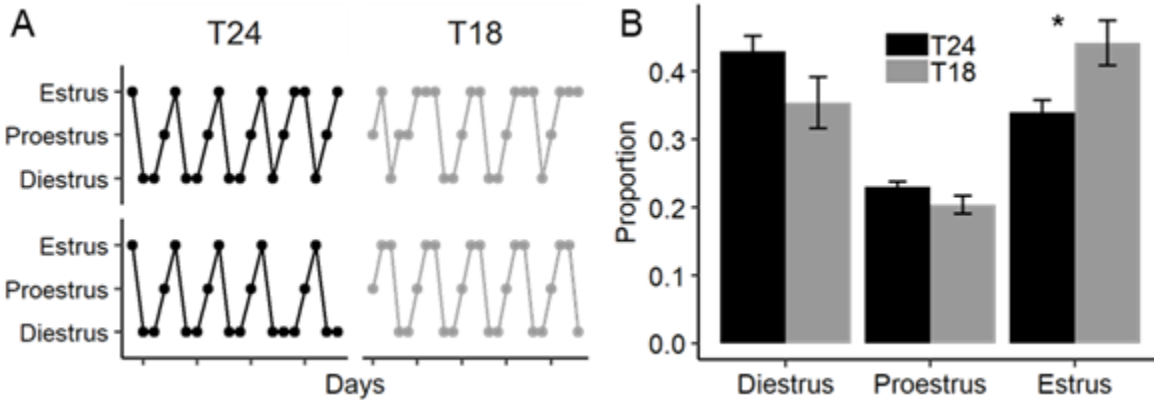 A
T24
T18
Estrus
Proestrus
Diestrus
Estrus
Proestrus
Diestrus
Days
B
*
T24
T18
Proportion
0.4
0.3
0.2
0.1
0.0
Diestrus
Proestrus
Estrus